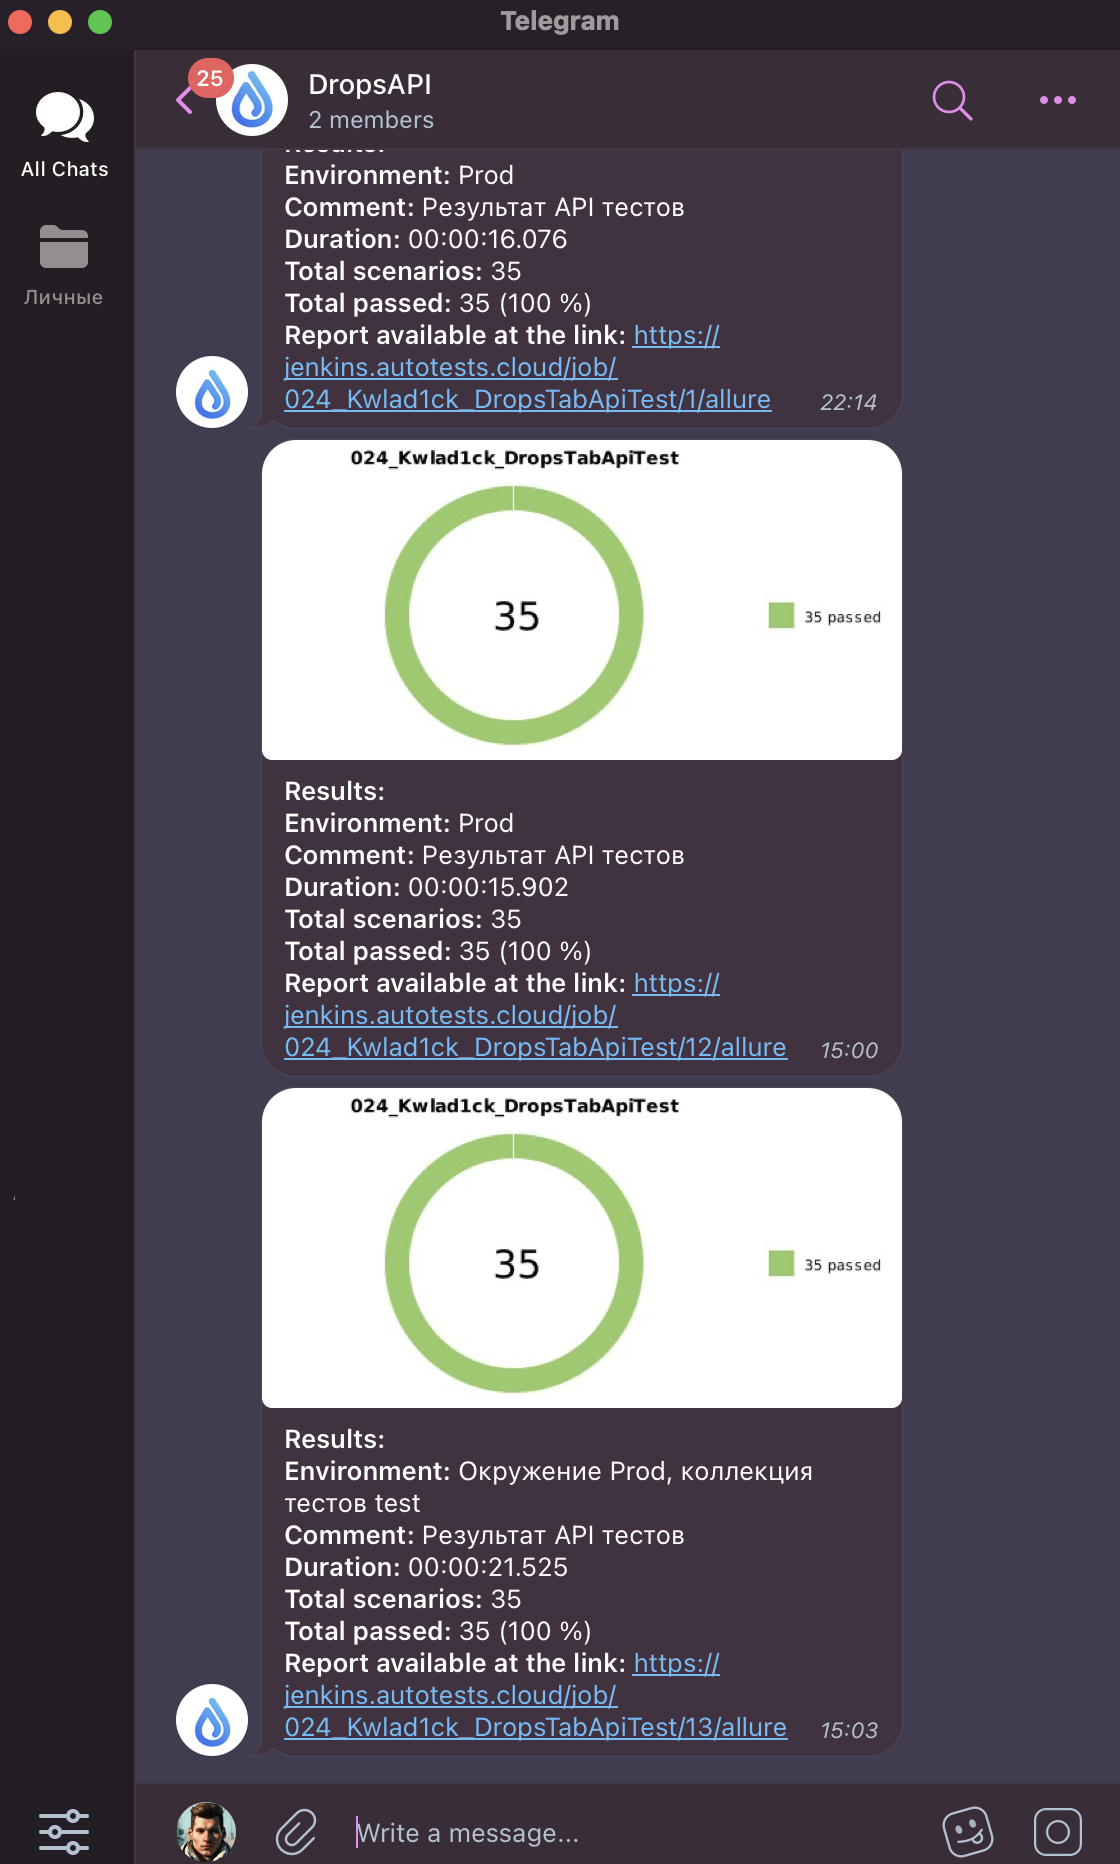 Telegram
25
DropsAPI
2 members
All Chats
Личные
Results:
Environment: Prod
Comment: Результат API тестов
Duration: 00:00:16.076
Total scenarios: 35
Total passed: 35 (100 %)
Report available at the link: https://
jenkins.autotests.cloud/job/
024_Kwlad1ck_DropsTabApiTest/1/allure 22:14
024_Kwlad1ck_DropsTabApiTest
35
35 passed
Results:
Environment: Prod
Comment: Результат API тестов
Duration: 00:00:15.902
Total scenarios: 35
Total passed: 35 (100 %)
Report available at the link: https://
jenkins.autotests.cloud/job/
024_Kwlad1ck_DropsTabApiTest/12/allure 15:00
024_Kwlad1ck_DropsTabApiTest
35
35 passed
Results:
Environment: Окружение Prod, коллекция
тестов test
Comment: Результат API тестов
Duration: 00:00:21.525
Total scenarios: 35
Total passed: 35 (100 %)
Report available at the link: https://
jenkins.autotests.cloud/job/
024_Kwlad1ck_DropsTabApiTest/13/allure 15:03
Write a message...